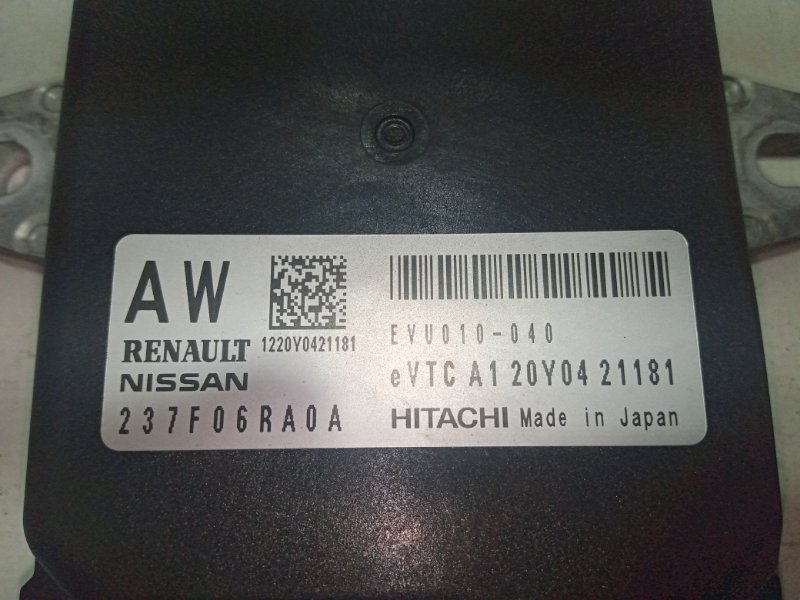 AW
1220Y0421181
RENAULT
NISSAN
237F06RA0A
EVU010-040
eVTC A1 20Y04 21181
HITACHI Made in Japan